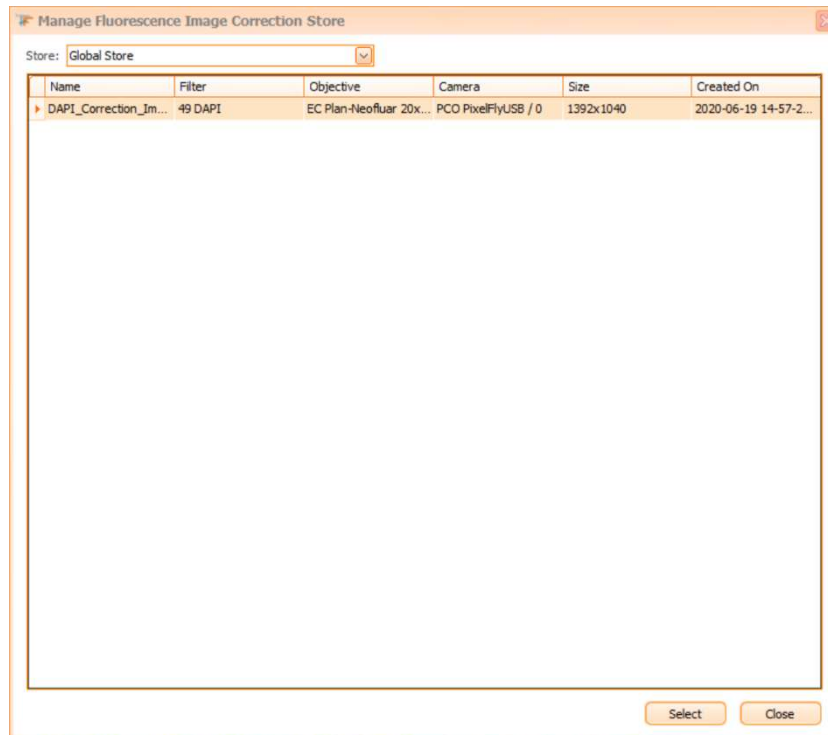 Manage Fluorescence Image Correction Store
Store: Global Store
Name Filter Objective Camera Size Created On
DAPI_Correction_Im... 49 DAPI EC Plan-Neofluar 20x... PCO PixelFlyUSB / 0 1392x1040 2020-06-19 14-57-2...
Select Close